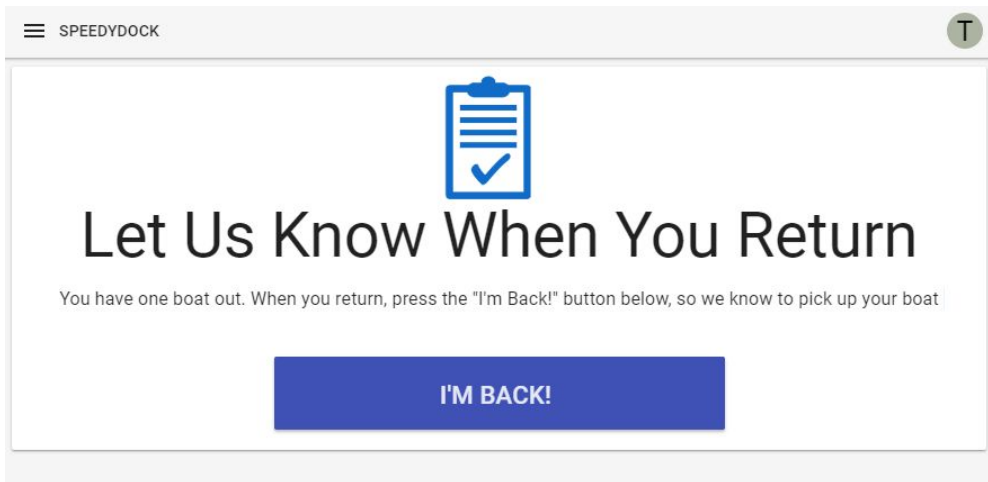 SPEEDYDOCK
T
Let Us Know When You Return
You have one boat out. When you return, press the "I'm Back!" button below, so we know to pick up your boat
I'M BACK!